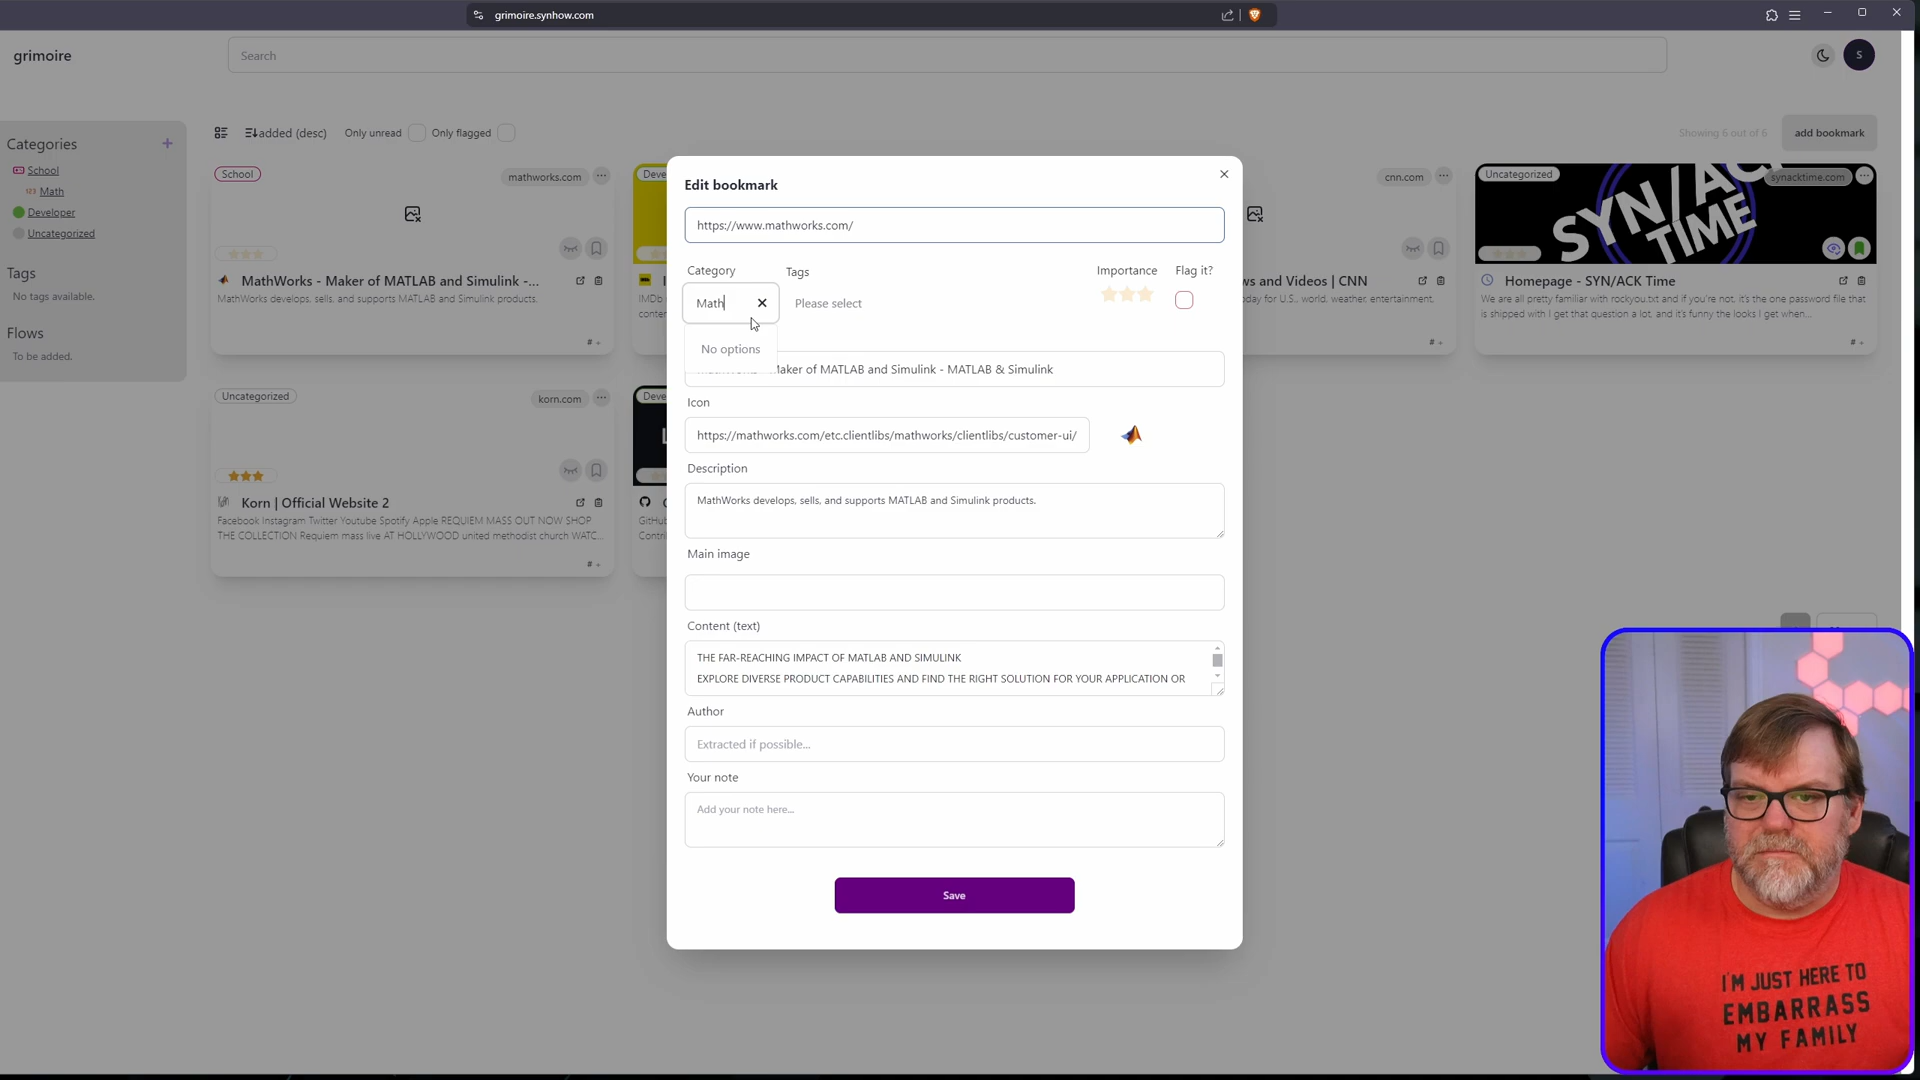 grimoire.synhow.com
grimoire
Search
S
Categories
School
Math
Developer
Uncategorized
Tags
No tags available.
Flows
To be added.
added (desc)
Only unread
Only flagged
Showing 6 out of 6
add bookmark
School
mathworks.com
MathWorks - Maker of MATLAB and Simulink -...
MathWorks develops, sells, and supports MATLAB and Simulink products.
Uncategorized
korn.com
Korn | Official Website 2
Facebook Instagram Twitter Youtube Spotify Apple REQUIEM MASS OUT NOW SHOP
THE COLLECTION Requiem mass live AT HOLLYWOOD united methodist church WATC...
Deve
IMDb
conten
Deve
GitHu
Contri
cnn.com
ws and Videos | CNN
oday for U.S., world, weather, entertainment,
Uncategorized
SYN/ACK
TIME
synacktime.com
Homepage - SYN/ACK Time
We are all pretty familiar with rockyou.txt and if you're not, it's the one password file that
is shipped with I get that question a lot, and it's funny the looks I get when...
Edit bookmark
https://www.mathworks.com/
Category
Tags
Importance
Flag it?
Math
Please select
No options
Maker of MATLAB and Simulink - MATLAB & Simulink
Icon
https://mathworks.com/etc.clientlibs/mathworks/clientlibs/customer-ui/
Description
MathWorks develops, sells, and supports MATLAB and Simulink products.
Main image
Content (text)
THE FAR-REACHING IMPACT OF MATLAB AND SIMULINK
EXPLORE DIVERSE PRODUCT CAPABILITIES AND FIND THE RIGHT SOLUTION FOR YOUR APPLICATION OR
Author
Extracted if possible...
Your note
Add your note here...
Save
I'M JUST HERE TO
EMBARRASS
MY FAMILY